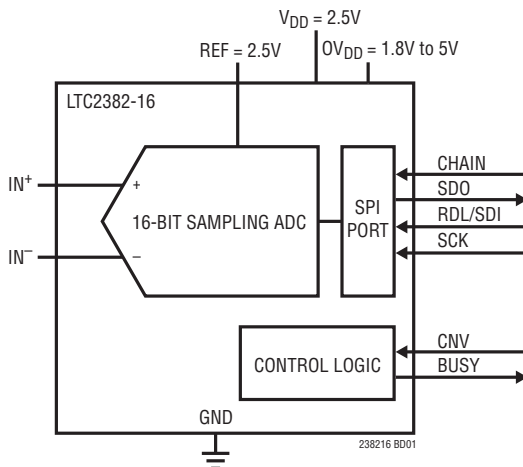 V_DD = 2.5V
REF = 2.5V
OV_DD = 1.8V to 5V
LTC2382-16
IN⁺
+
16-BIT SAMPLING ADC
IN⁻
–
SPI
PORT
CHAIN
SDO
RDL/SDI
SCK
CONTROL LOGIC
CNV
BUSY
GND
238216 BD01